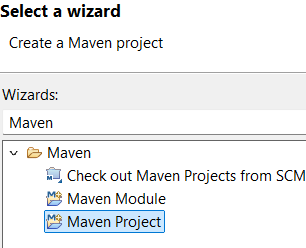 Select a wizard
Create a Maven project
Wizards:
Maven
Maven
Check out Maven Projects from SCM
Maven Module
Maven Project